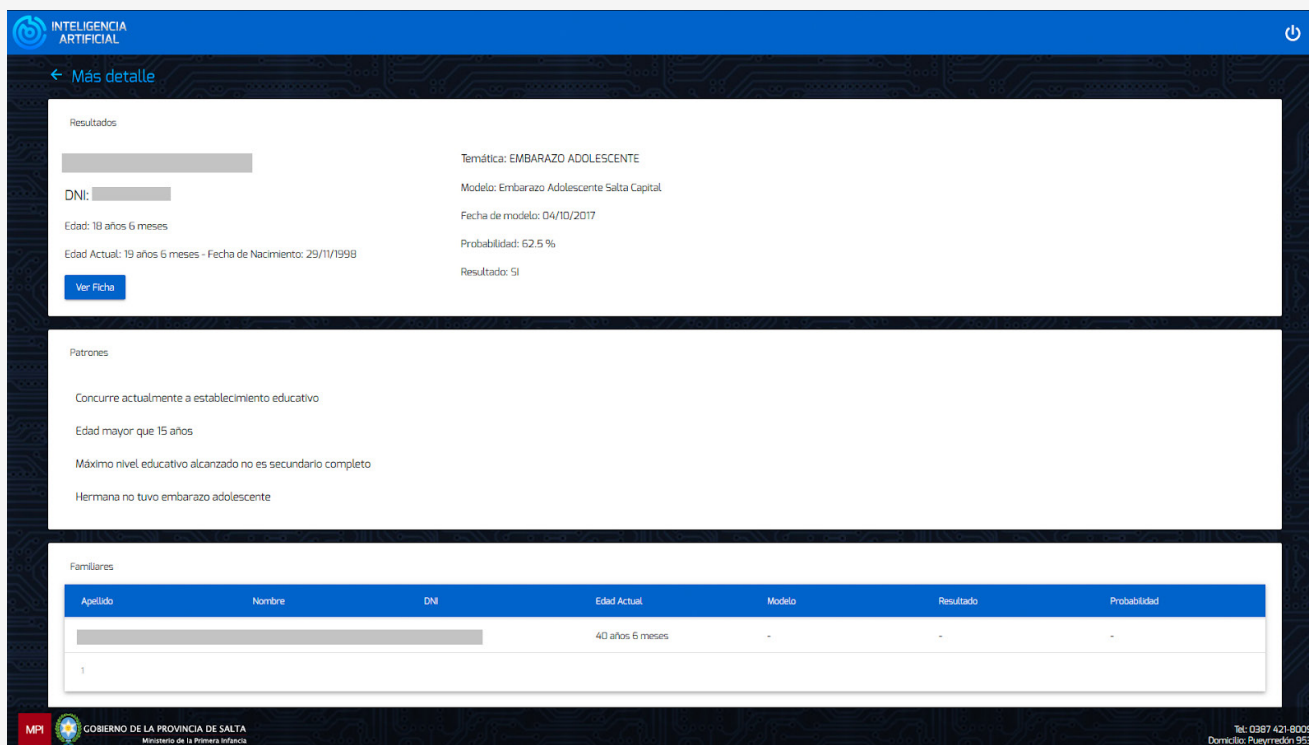 INTELIGENCIA
ARTIFICIAL
← Más detalle
Resultados
DNI:
Edad: 18 años 6 meses
Edad Actual: 19 años 6 meses - Fecha de Nacimiento: 29/11/1998
Ver Ficha
Temática: EMBARAZO ADOLESCENTE
Modelo: Embarazo Adolescente Salta Capital
Fecha de modelo: 04/10/2017
Probabilidad: 62.5 %
Resultado: SI
Patrones
Concurre actualmente a establecimiento educativo
Edad mayor que 15 años
Máximo nivel educativo alcanzado no es secundario completo
Hermana no tuvo embarazo adolescente
Familiares
Apellido Nombre DNI Edad Actual Modelo Resultado Probabilidad
40 años 6 meses - - -
1
MPI GOBIERNO DE LA PROVINCIA DE SALTA
Ministerio de la Primera Infancia
Tel: 0387 421-8009
Domicilio: Pueyrredón 95